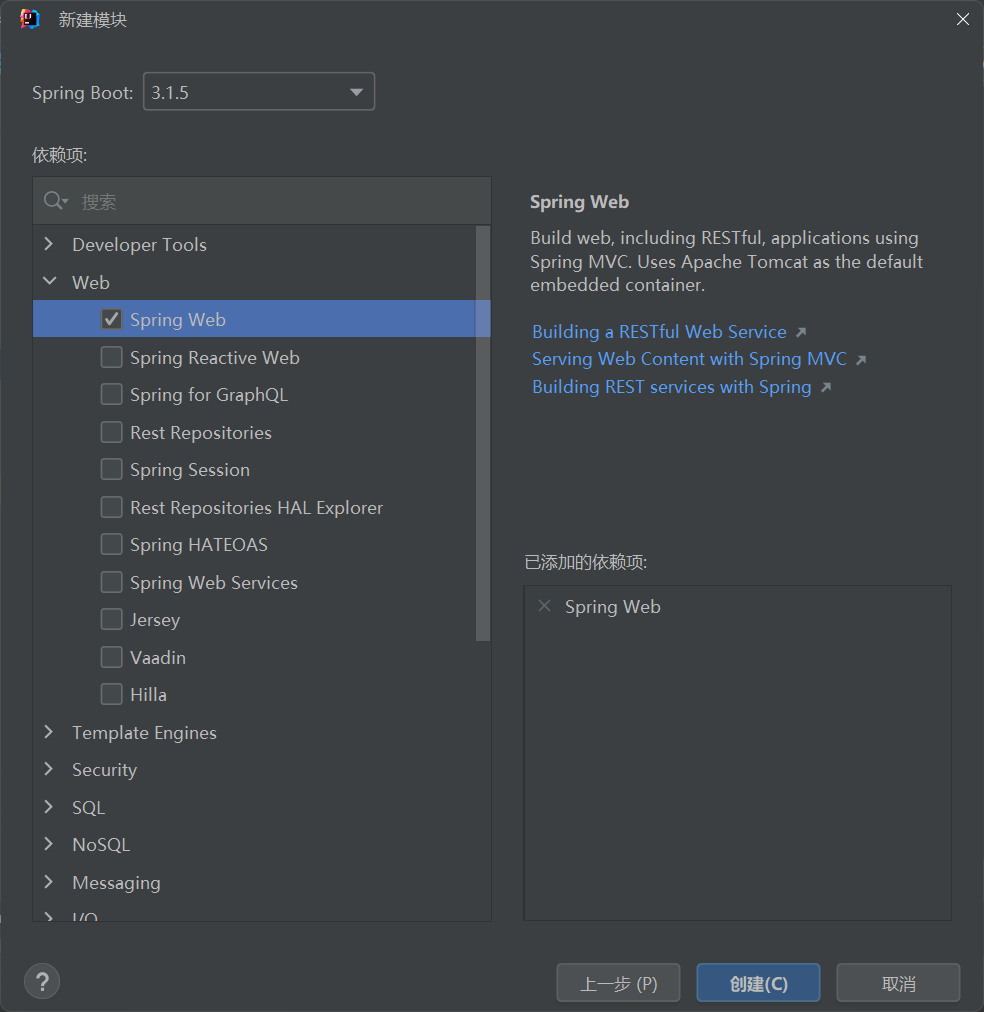 新建模块
Spring Boot: 3.1.5
依赖项:
搜索
Developer Tools
Web
Spring Web
Spring Reactive Web
Spring for GraphQL
Rest Repositories
Spring Session
Rest Repositories HAL Explorer
Spring HATEOAS
Spring Web Services
Jersey
Vaadin
Hilla
Template Engines
Security
SQL
NoSQL
Messaging
I/O
Spring Web
Build web, including RESTful, applications using
Spring MVC. Uses Apache Tomcat as the default
embedded container.
Building a RESTful Web Service
Serving Web Content with Spring MVC
Building REST services with Spring
已添加的依赖项:
Spring Web
?
上一步 (P)
创建(C)
取消